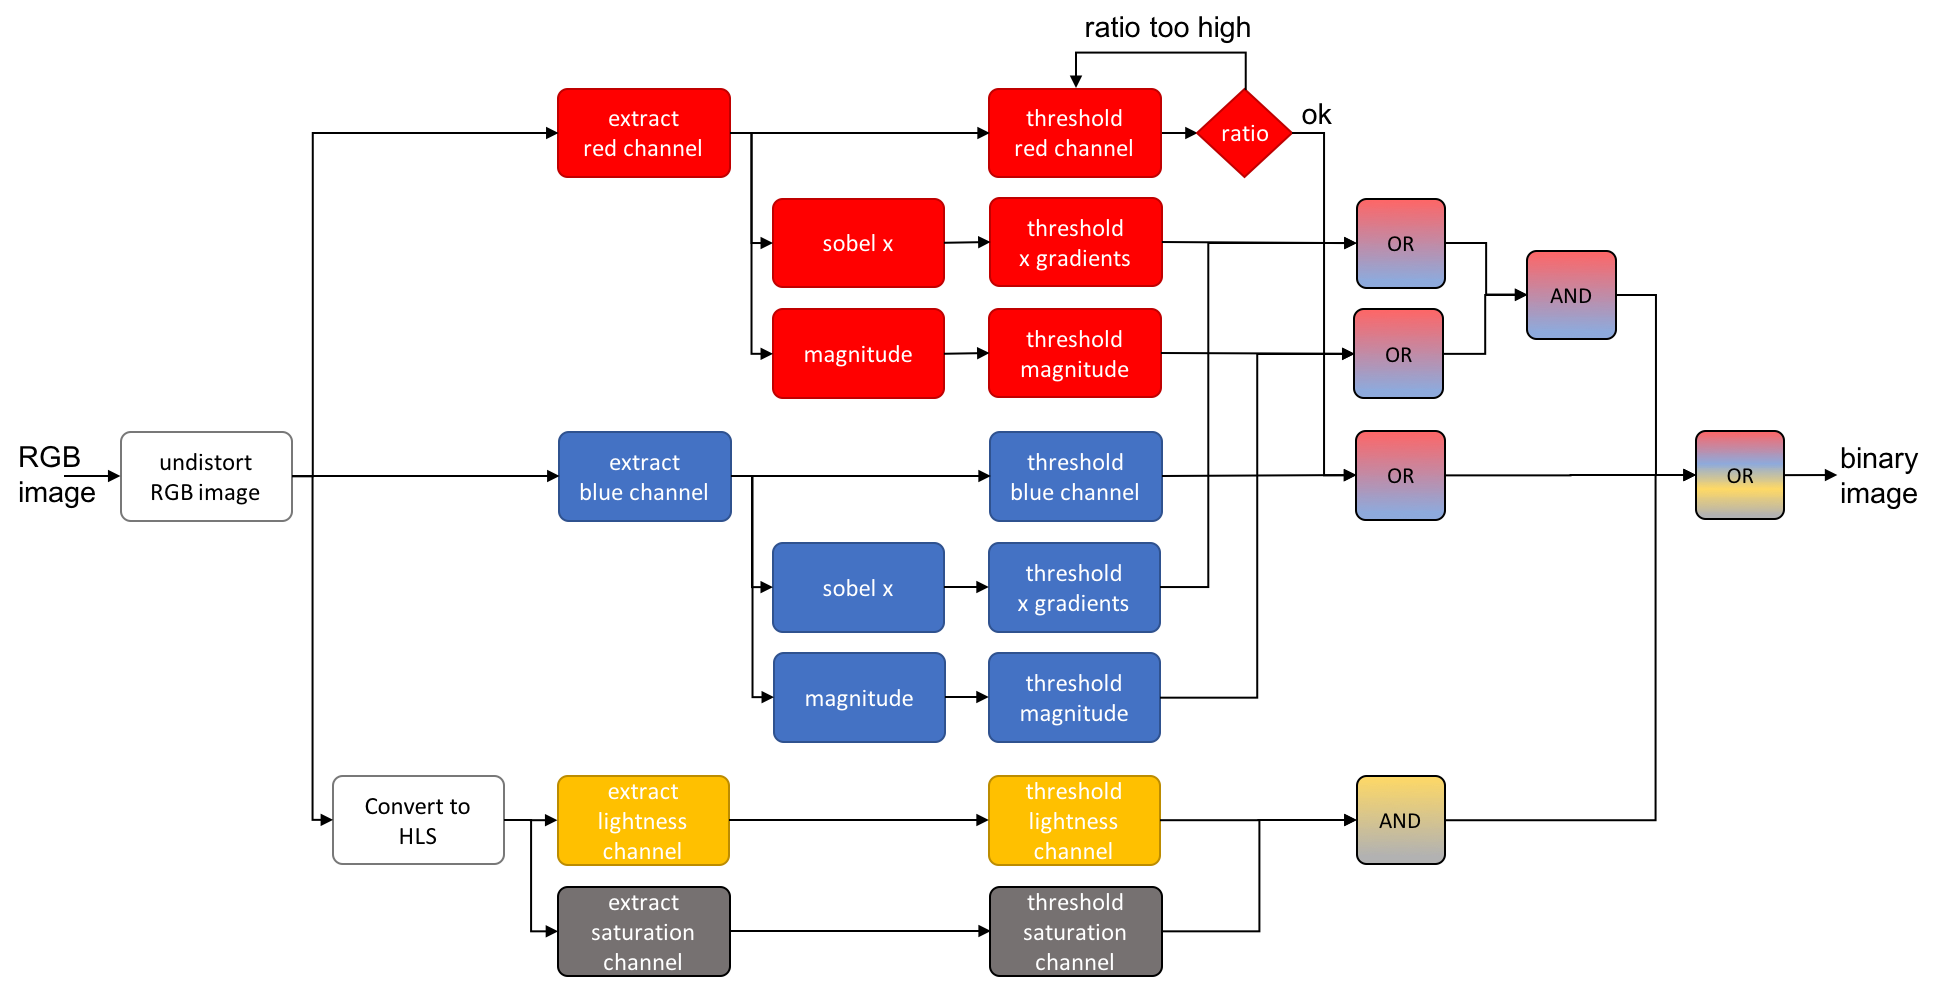 ratio too high
extract
red channel
threshold
red channel
ratio
ok
sobel x
threshold
x gradients
OR
AND
magnitude
threshold
magnitude
OR
RGB
image
undistort
RGB image
extract
blue channel
threshold
blue channel
OR
OR
binary
image
sobel x
threshold
x gradients
magnitude
threshold
magnitude
Convert to
HLS
extract
lightness
channel
threshold
lightness
channel
AND
extract
saturation
channel
threshold
saturation
channel